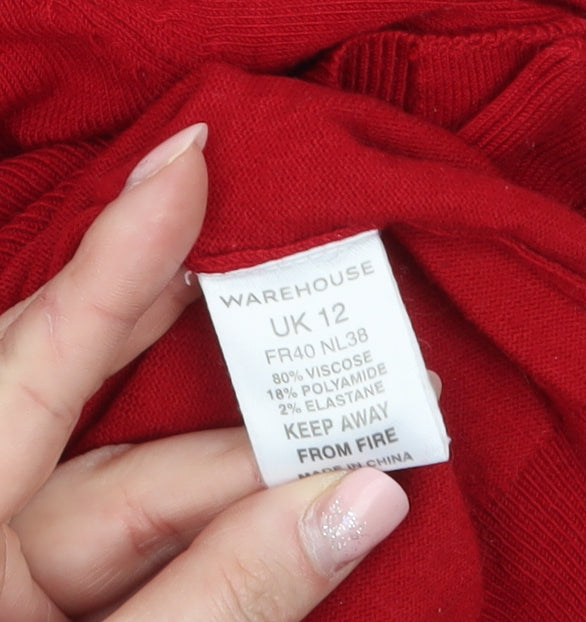 WAREHOUSE
UK 12
FR40 NL38
80% VISCOSE
18% POLYAMIDE
2% ELASTANE
KEEP AWAY
FROM FIRE
MADE IN CHINA